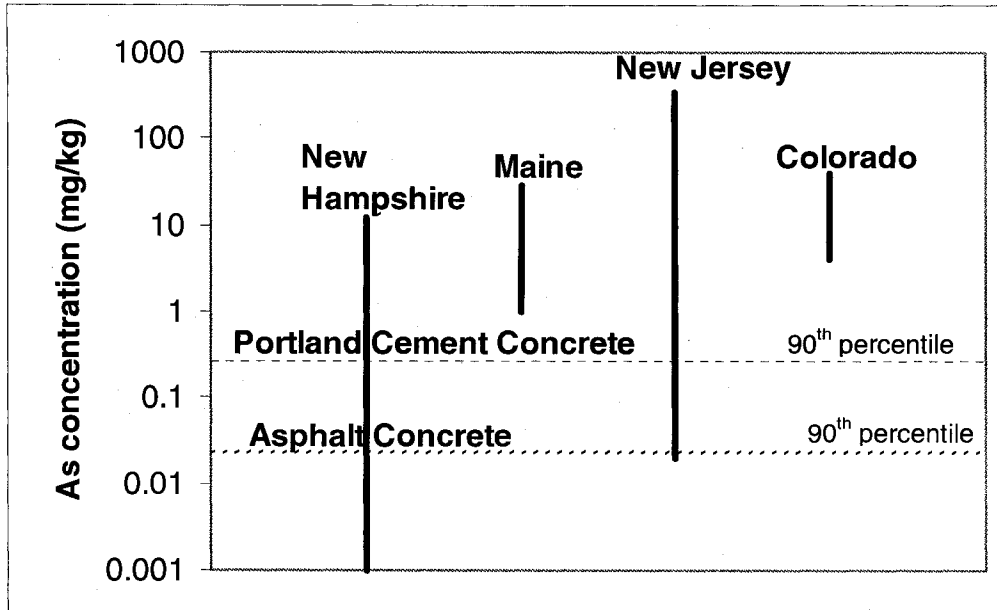 As concentration (mg/kg)
1000
100
10
1
0.1
0.01
0.001
New Jersey
New
Hampshire
Maine
Colorado
Portland Cement Concrete
90th percentile
Asphalt Concrete
90th percentile